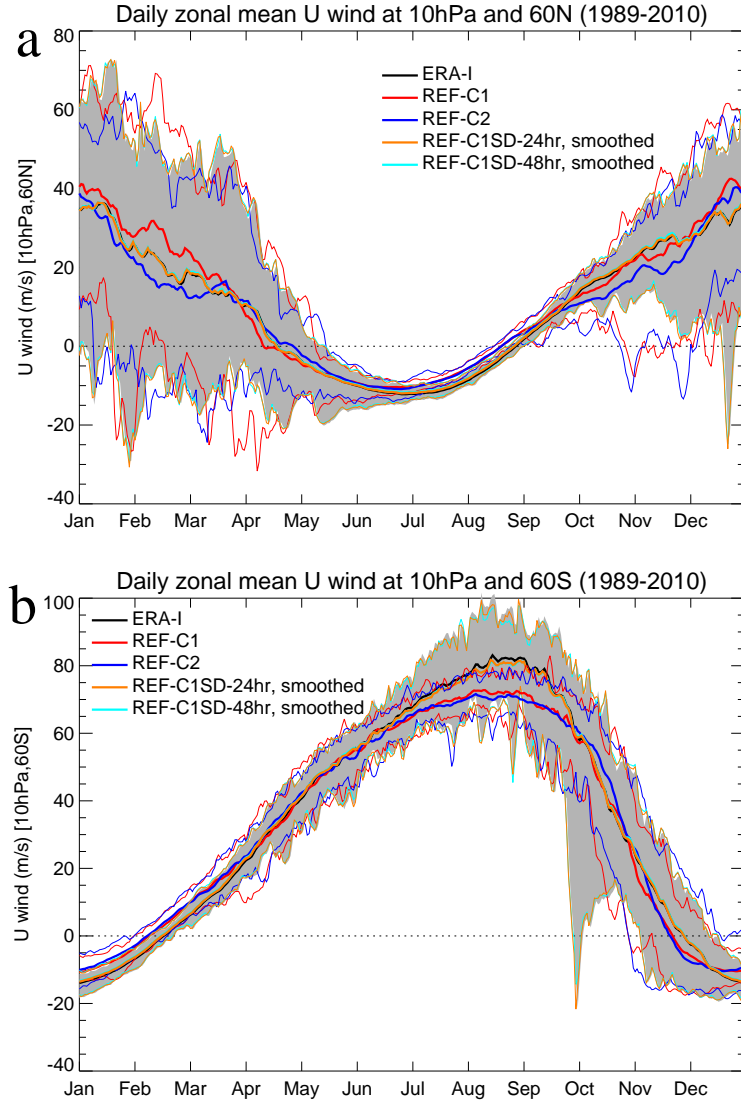 a
Daily zonal mean U wind at 10hPa and 60N (1989-2010)
ERA-I
REF-C1
REF-C2
REF-C1SD-24hr, smoothed
REF-C1SD-48hr, smoothed
U wind (m/s) [10hPa,60N]
80
60
40
20
0
-20
-40
Jan Feb Mar Apr May Jun Jul Aug Sep Oct Nov Dec
b
Daily zonal mean U wind at 10hPa and 60S (1989-2010)
ERA-I
REF-C1
REF-C2
REF-C1SD-24hr, smoothed
REF-C1SD-48hr, smoothed
U wind (m/s) [10hPa,60S]
100
80
60
40
20
0
-20
-40
Jan Feb Mar Apr May Jun Jul Aug Sep Oct Nov Dec